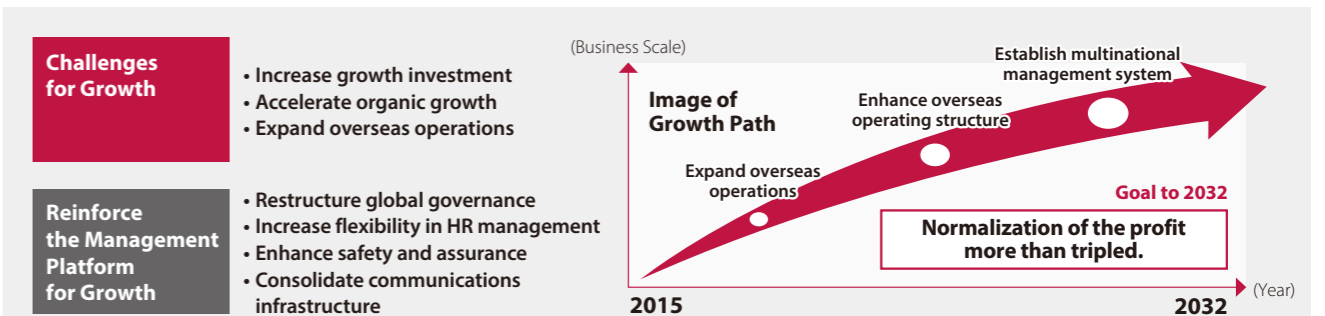 Challenges
for Growth
• Increase growth investment
• Accelerate organic growth
• Expand overseas operations
Reinforce
the Management
Platform
for Growth
• Restructure global governance
• Increase flexibility in HR management
• Enhance safety and assurance
• Consolidate communications
infrastructure
(Business Scale)
Image of
Growth Path
Expand overseas
operations
Enhance overseas
operating structure
Establish multinational
management system
Goal to 2032
Normalization of the profit
more than tripled.
2015
2032
(Year)